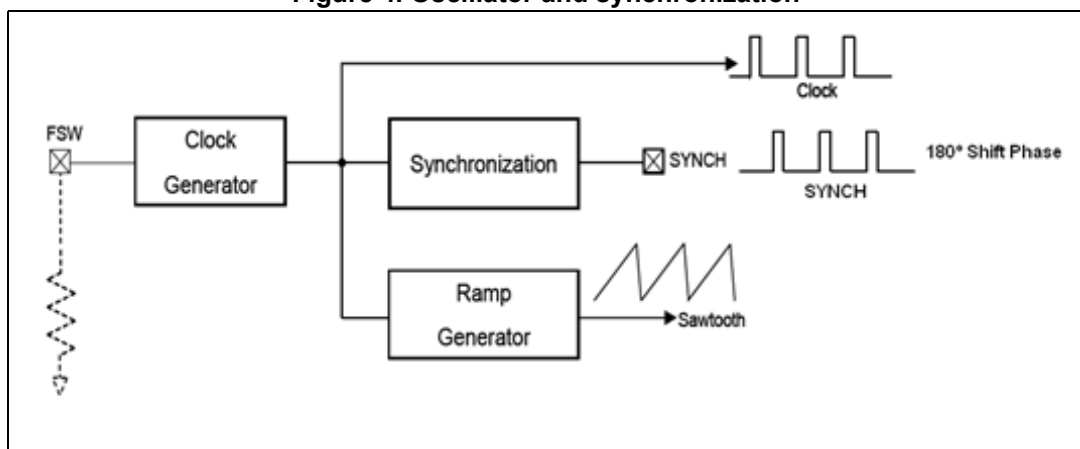 Figure 4. Oscillator and synchronization
Clock
FSW
Clock
Generator
Synchronization
SYNCH
SYNCH
180° Shift Phase
Ramp
Generator
Sawtooth